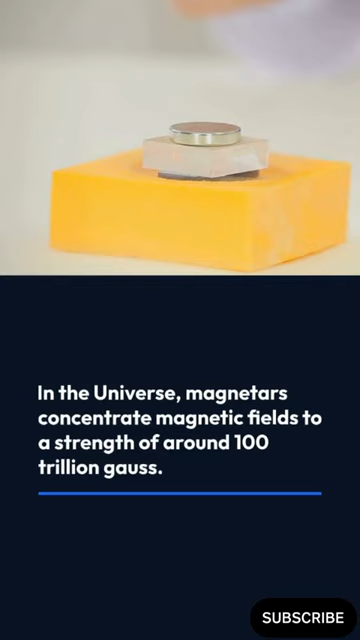 In the Universe, magnetars
concentrate magnetic fields to
a strength of around 100
trillion gauss.
SUBSCRIBE